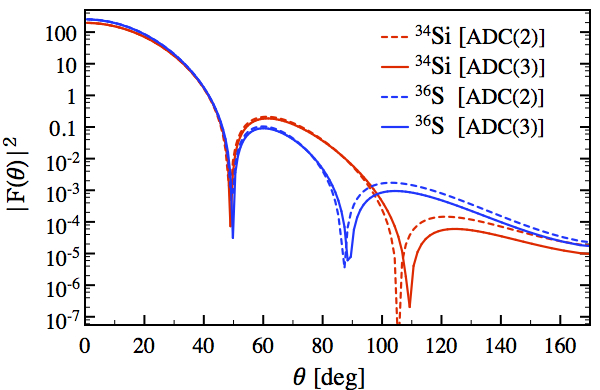 100
10
1
0.1
10⁻²
10⁻³
10⁻⁴
10⁻⁵
10⁻⁶
10⁻⁷
|F(θ)|²
³⁴Si [ADC(2)]
³⁴Si [ADC(3)]
³⁶S [ADC(2)]
³⁶S [ADC(3)]
0 20 40 60 80 100 120 140 160
θ [deg]